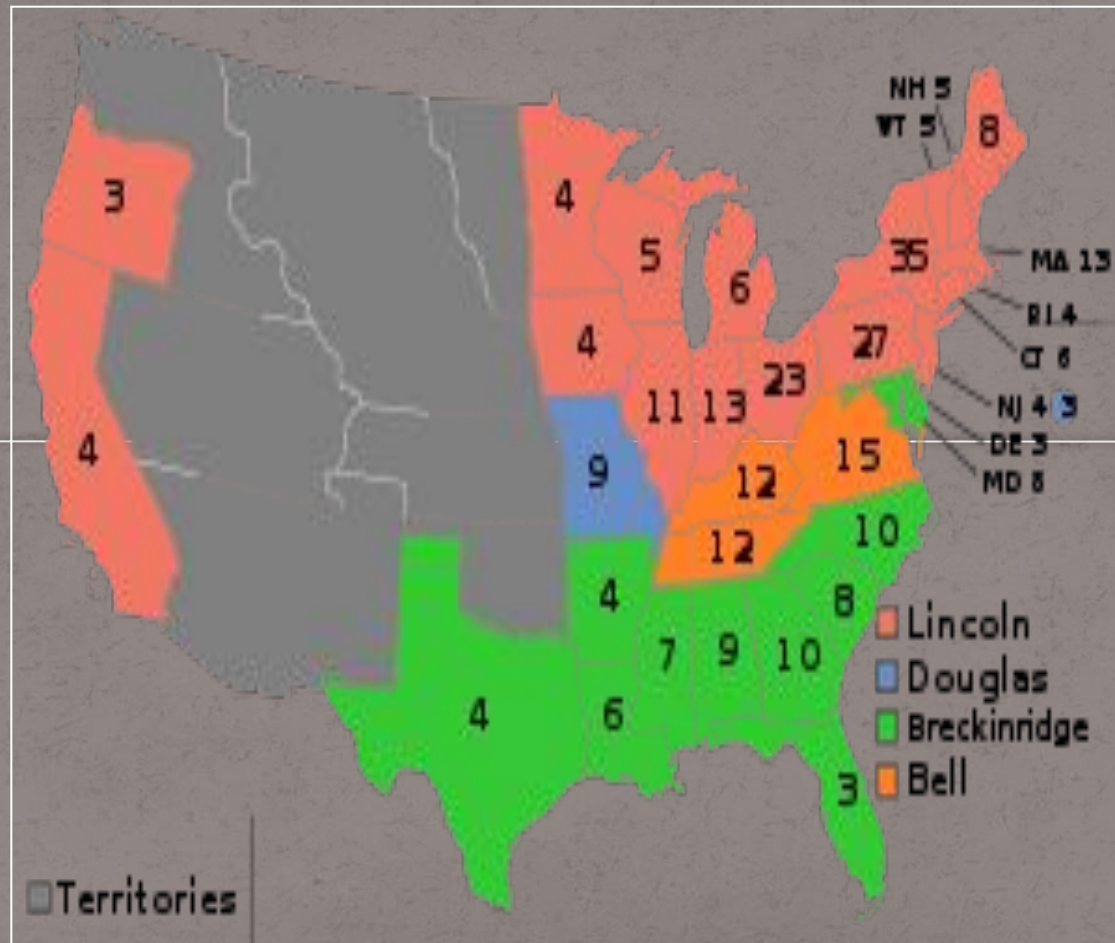 NH 5
VT 5
8
3
4
5
35
MA 13
6
RI 4
4
27
CT 6
23
11
13
NJ 4 3
4
DE 3
15
9
12
MD 8
10
12
4
8
Lincoln
7
9
10
Douglas
4
6
Breckinridge
3
Bell
Territories